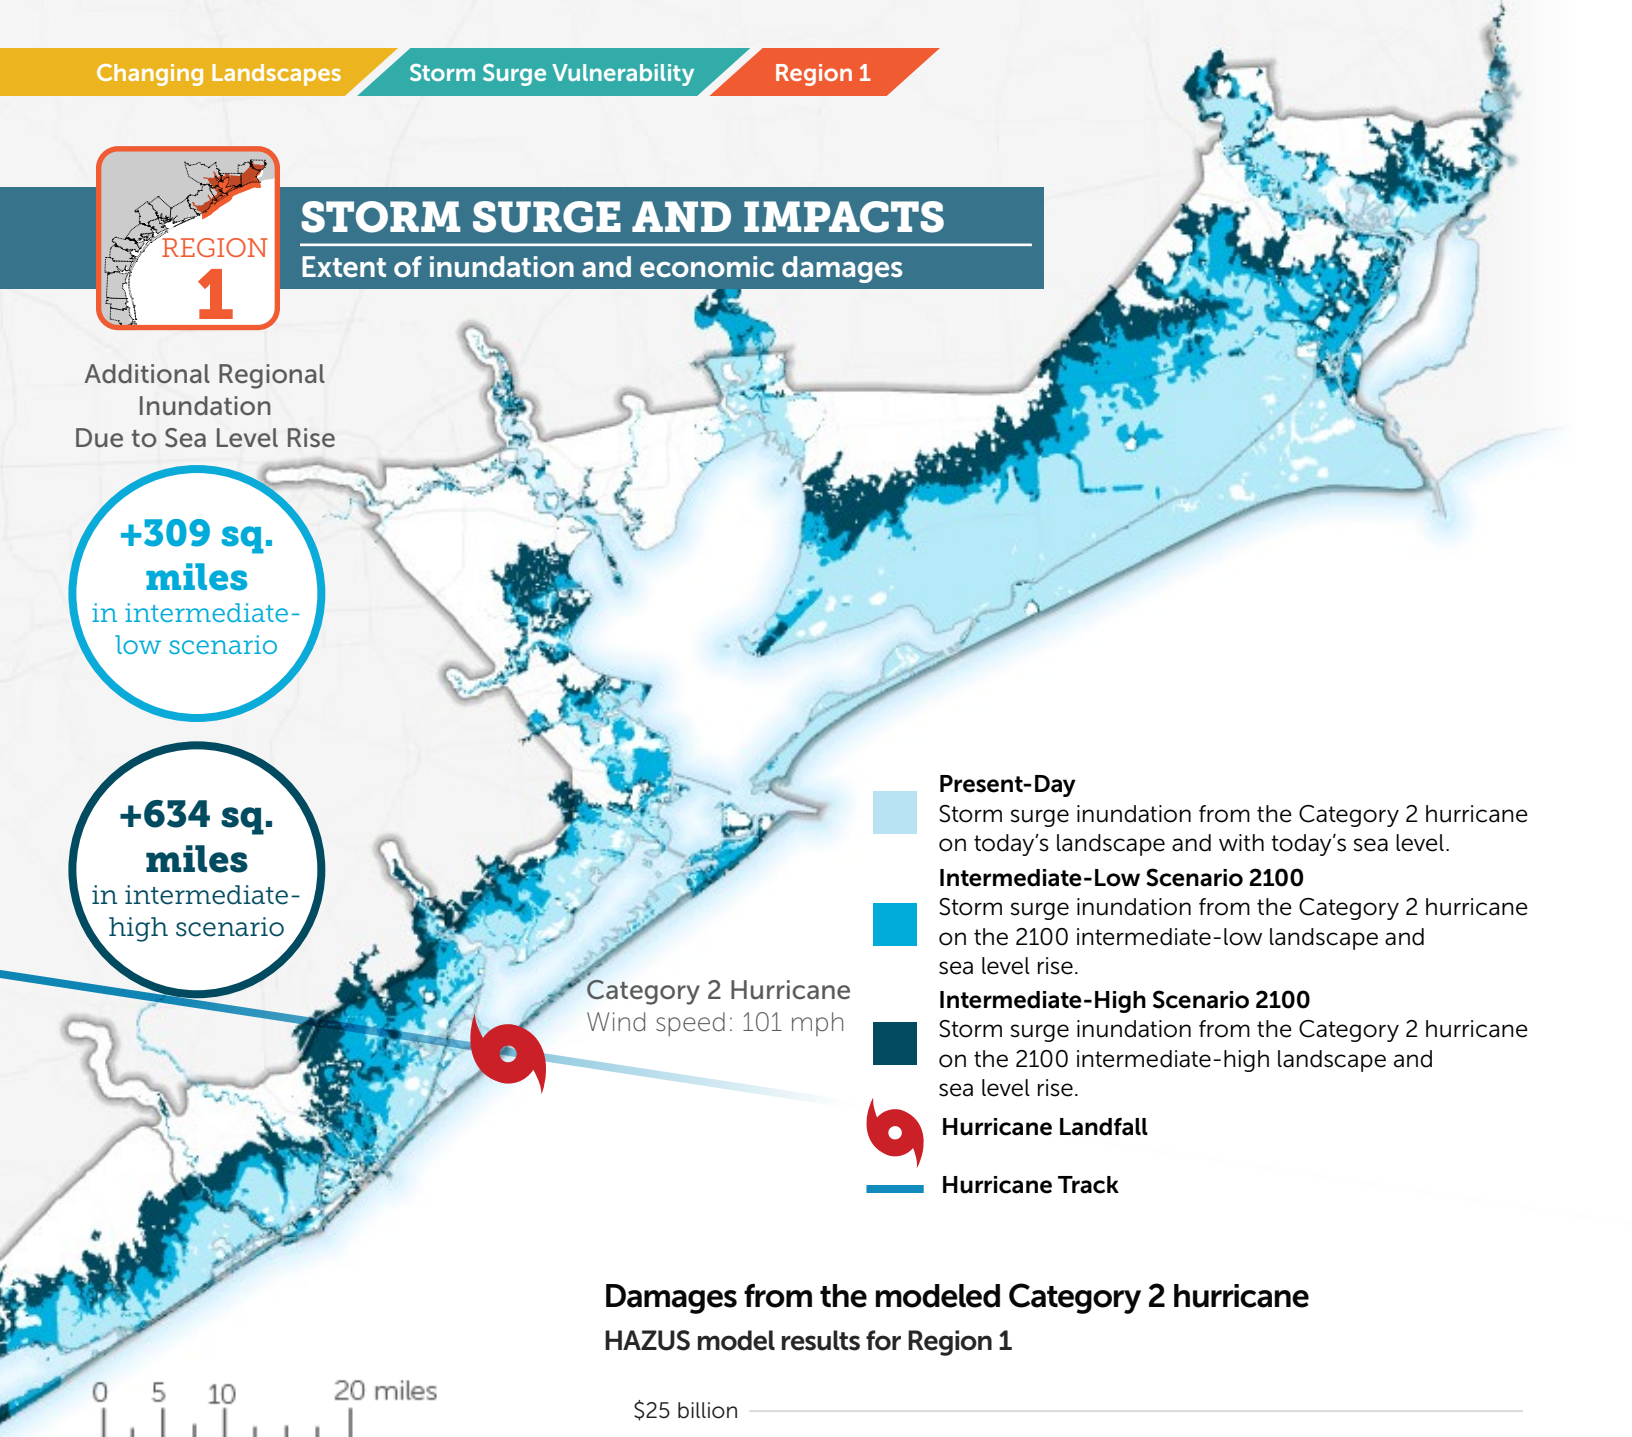 Changing Landscapes
Storm Surge Vulnerability
Region 1
REGION
1
STORM SURGE AND IMPACTS
Extent of inundation and economic damages
Additional Regional
Inundation
Due to Sea Level Rise
+309 sq.
miles
in intermediate-
low scenario
+634 sq.
miles
in intermediate-
high scenario
Category 2 Hurricane
Wind speed: 101 mph
Present-Day
Storm surge inundation from the Category 2 hurricane
on today’s landscape and with today’s sea level.
Intermediate-Low Scenario 2100
Storm surge inundation from the Category 2 hurricane
on the 2100 intermediate-low landscape and
sea level rise.
Intermediate-High Scenario 2100
Storm surge inundation from the Category 2 hurricane
on the 2100 intermediate-high landscape and
sea level rise.
Hurricane Landfall
Hurricane Track
Damages from the modeled Category 2 hurricane
HAZUS model results for Region 1
0 5 10 20 miles
$25 billion